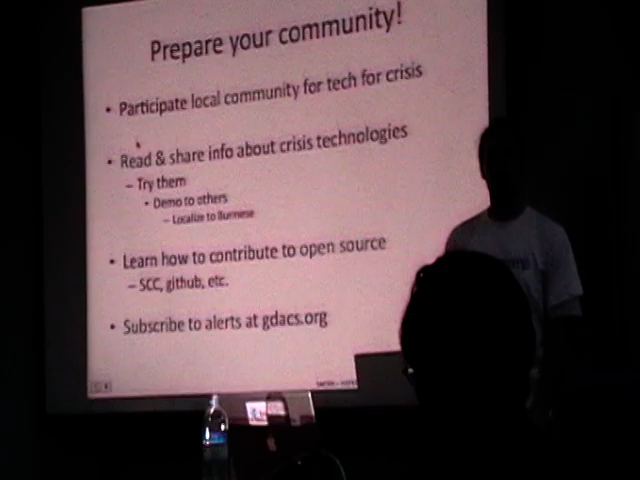 Prepare your community!
• Participate local community for tech for crisis
• Read & share info about crisis technologies
– Try them
• Demo to others
– Localize to Burmese
• Learn how to contribute to open source
– SCC, github, etc.
• Subscribe to alerts at gdacs.org